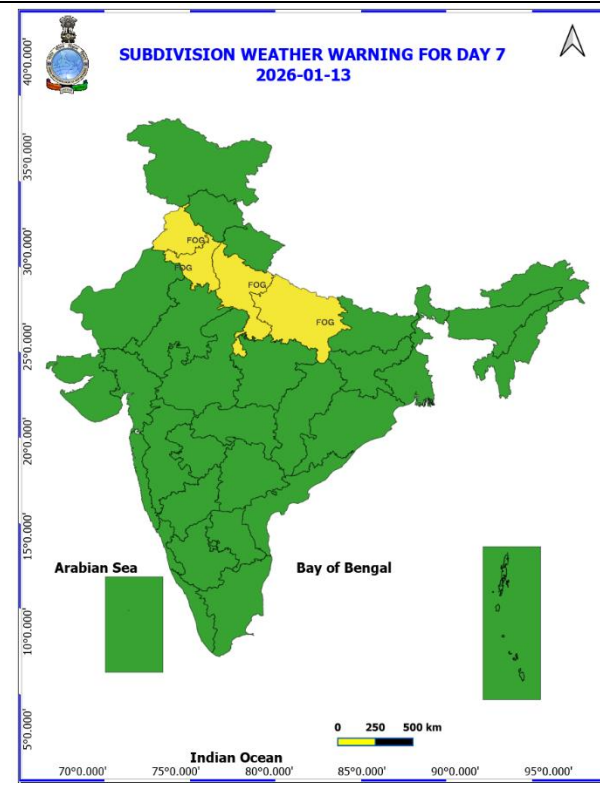 SUBDIVISION WEATHER WARNING FOR DAY 7
2026-01-13
40°0.000'
35°0.000'
30°0.000'
25°0.000'
20°0.000'
15°0.000'
10°0.000'
5°0.000'
FOG
FOG
FOG
FOG
Arabian Sea
Bay of Bengal
0 250 500 km
Indian Ocean
70°0.000' 75°0.000' 80°0.000' 85°0.000' 90°0.000' 95°0.000'